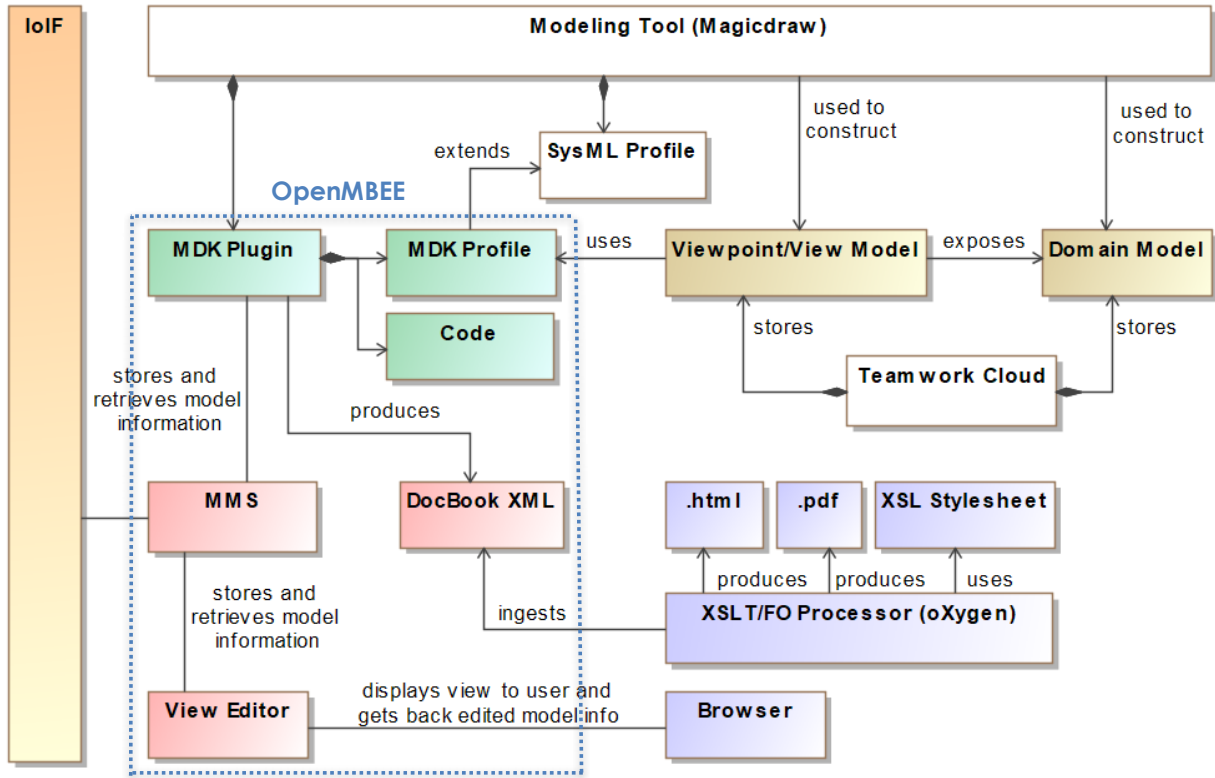 IoIF
Modeling Tool (Magicdraw)
used to
construct
used to
construct
extends
SysML Profile
OpenMBEE
MDK Plugin
MDK Profile
uses
Viewpoint/View Model
exposes
Domain Model
Code
stores
stores
Teamwork Cloud
stores and
retrieves model
information
produces
MMS
DocBook XML
.html
.pdf
XSL Stylesheet
produces
produces
uses
stores and
retrieves model
information
ingests
XSLT/FO Processor (oXygen)
View Editor
displays view to user and
gets back edited model info
Browser